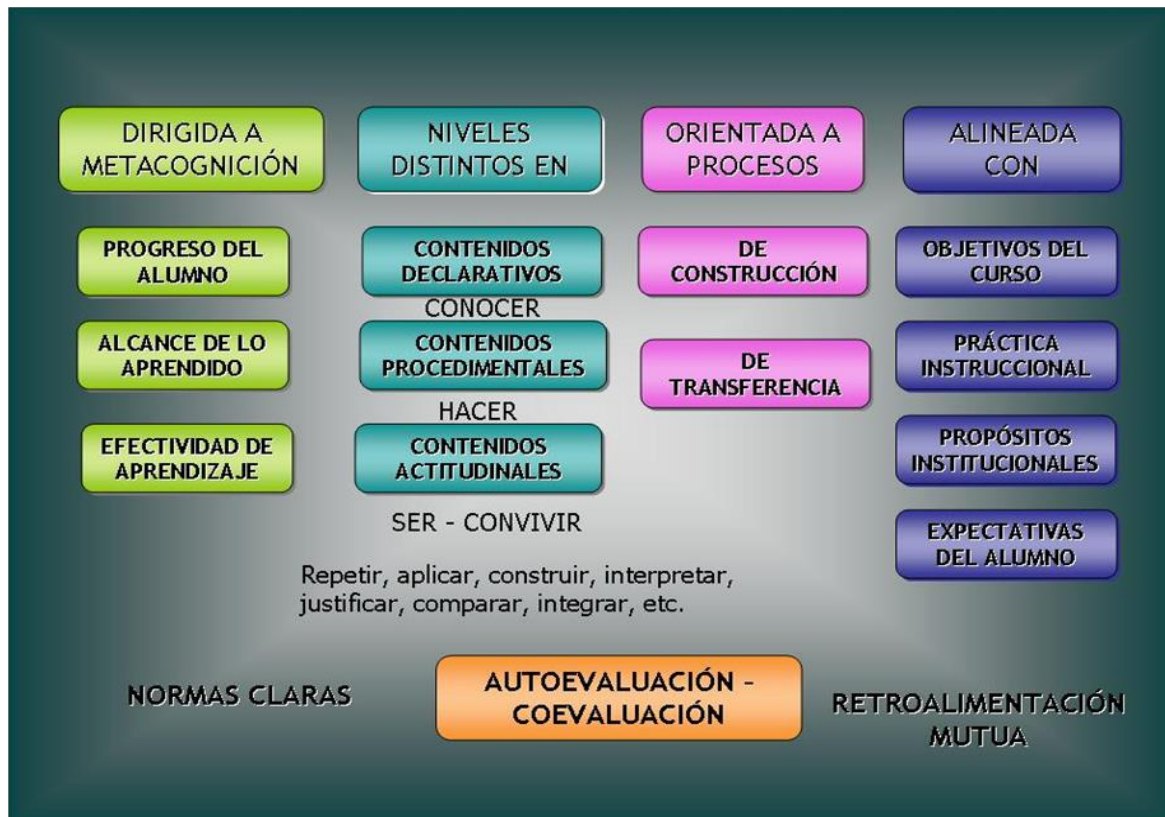 DIRIGIDA A
METACOGNICIÓN
PROGRESO DEL
ALUMNO
ALCANCE DE LO
APRENDIDO
EFECTIVIDAD DE
APRENDIZAJE
NIVELES
DISTINTOS EN
CONTENIDOS
DECLARATIVOS
CONOCER
CONTENIDOS
PROCEDIMENTALES
HACER
CONTENIDOS
ACTITUDINALES
SER - CONVIVIR
ORIENTADA A
PROCESOS
DE
CONSTRUCCIÓN
DE
TRANSFERENCIA
ALINEADA
CON
OBJETIVOS DEL
CURSO
PRÁCTICA
INSTRUCCIONAL
PROPÓSITOS
INSTITUCIONALES
EXPECTATIVAS
DEL ALUMNO
Repetir, aplicar, construir, interpretar,
justificar, comparar, integrar, etc.
NORMAS CLARAS
AUTOEVALUACIÓN -
COEVALUACIÓN
RETROALIMENTACIÓN
MUTUA